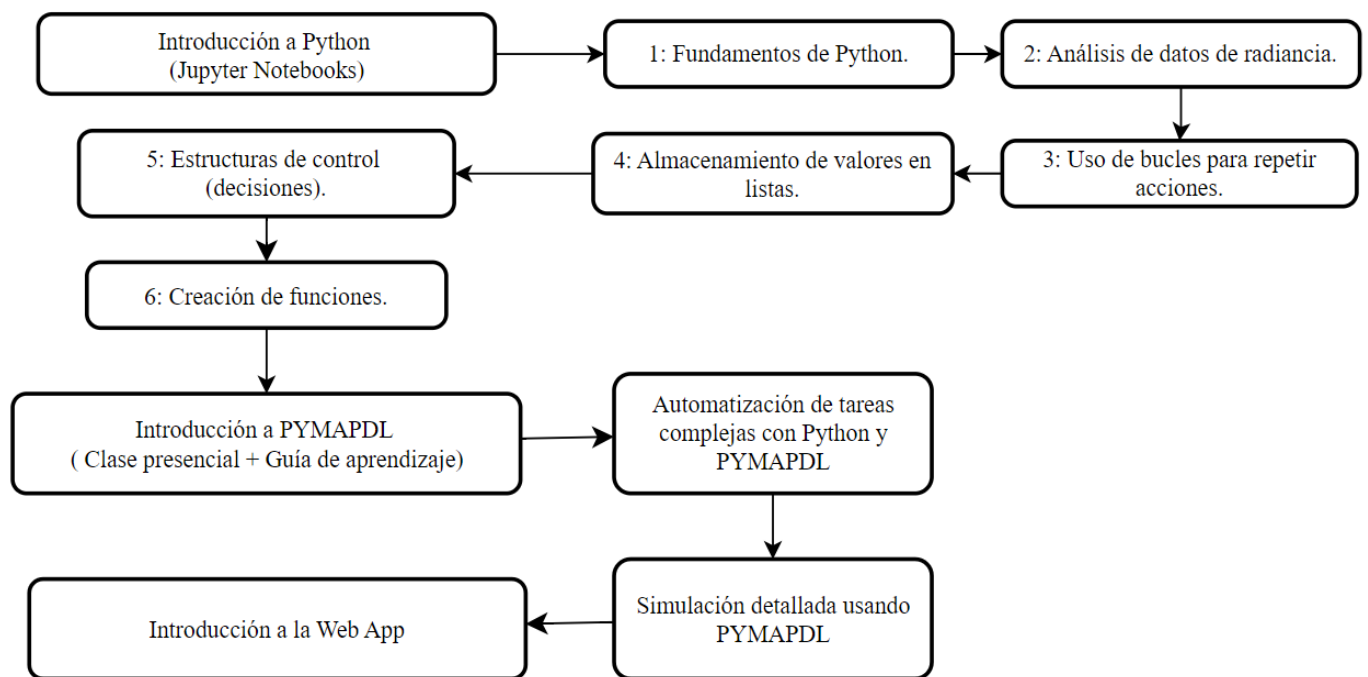 Introducción a Python
(Jupyter Notebooks)
1: Fundamentos de Python.
2: Análisis de datos de radiancia.
3: Uso de bucles para repetir
acciones.
4: Almacenamiento de valores en
listas.
5: Estructuras de control
(decisiones).
6: Creación de funciones.
Introducción a PYMAPDL
( Clase presencial + Guía de aprendizaje)
Automatización de tareas
complejas con Python y
PYMAPDL
Simulación detallada usando
PYMAPDL
Introducción a la Web App